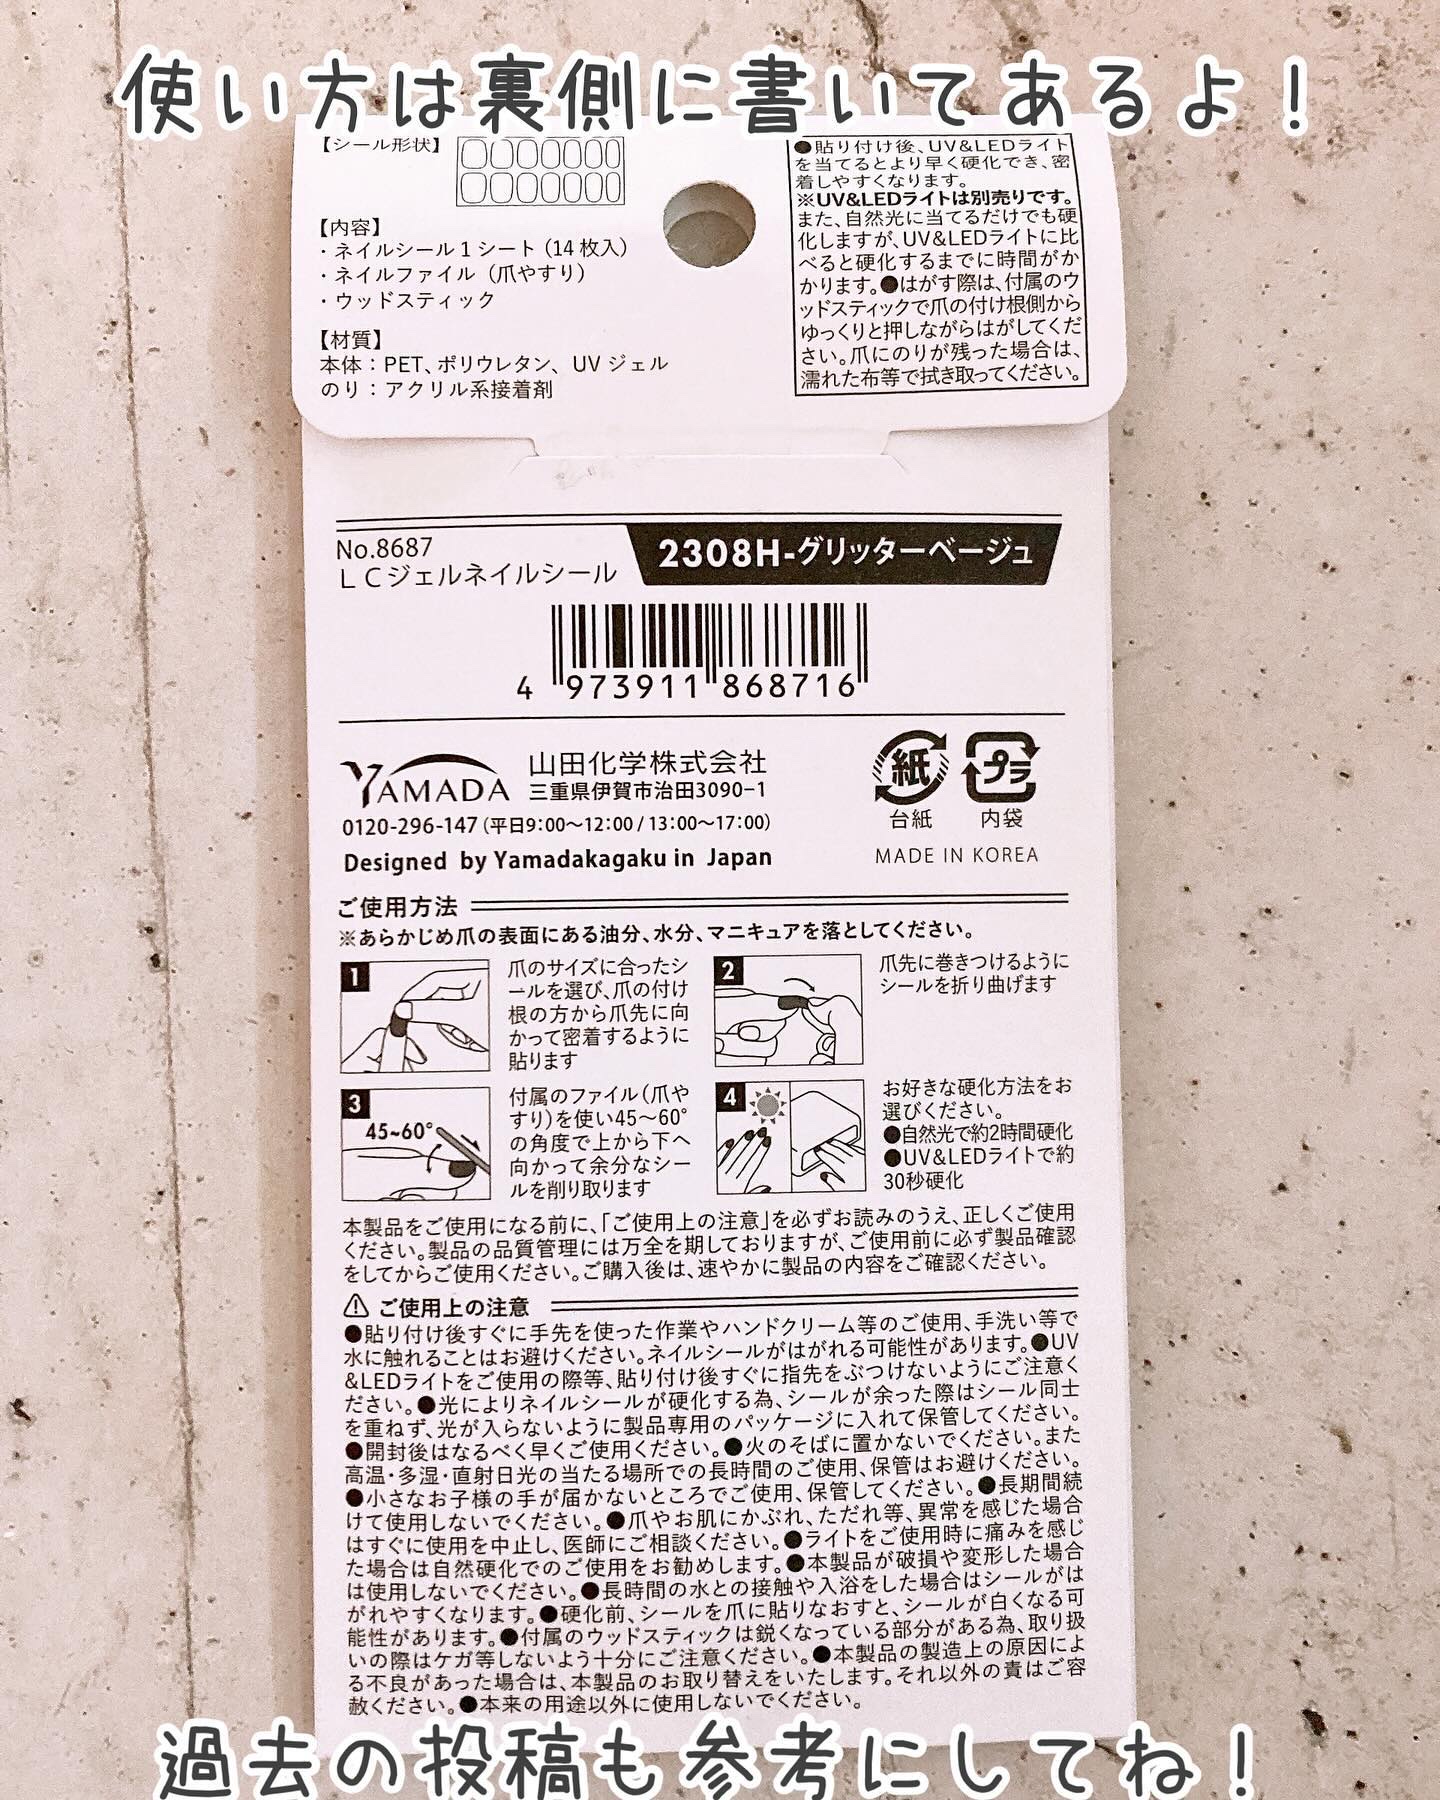 使い方は裏側に書いてあるよ！
【シール形状】
【内容】
・ネイルシール1シート（14枚入）
・ネイルファイル（爪やすり）
・ウッドスティック
【材質】
本体：PET、ポリウレタン、UVジェル
のり：アクリル系接着剤
●貼り付け後、UV&LEDライト
を当てるとより早く硬化でき、密
着しやすくなります。
※UV&LEDライトは別売りです。
また、自然光に当てるだけでも硬
化しますが、UV&LEDライトに比
べると硬化するまでに時間がか
かります。●はがす際は、付属のウ
ッドスティックで爪の付け根側から
ゆっくりと押しながらはがしてくだ
さい。爪にのりが残った場合は、
濡れた布等で拭き取ってください。
No.8687
LCジェルネイルシール
2308H-グリッターベージュ
4 973911 868716
YAMADA
山田化学株式会社
三重県伊賀市治田3090-1
0120-296-147（平日9:00～12:00 / 13:00～17:00）
Designed by Yamadakagaku in Japan
紙
台紙
プラ
内袋
MADE IN KOREA
ご使用方法
※あらかじめ爪の表面にある油分、水分、マニキュアを落としてください。
1
爪のサイズに合ったシ
ールを選び、爪の付け
根の方から爪先に向
かって密着するように
貼ります
2
爪先に巻きつけるように
シールを折り曲げます
3
45~60°
付属のファイル（爪や
すり）を使い45～60°
の角度で上から下へ
向かって余分なシー
ルを削り取ります
4
お好きな硬化方法をお
選びください。
●自然光で約2時間硬化
●UV&LEDライトで約
30秒硬化
本製品をご使用になる前に、「ご使用上の注意」を必ずお読みのうえ、正しくご使用
ください。製品の品質管理には万全を期しておりますが、ご使用前に必ず製品確認
をしてからご使用ください。ご購入後は、速やかに製品の内容をご確認ください。
⚠ ご使用上の注意
●貼り付け後すぐに手先を使った作業やハンドクリーム等のご使用、手洗い等で
水に触れることはお避けください。ネイルシールがはがれる可能性があります。●UV
&LEDライトをご使用の際等、貼り付け後すぐに指先をぶつけないようにご注意く
ださい。●光によりネイルシールが硬化する為、シールが余った際はシール同士
を重ねず、光が入らないように製品専用のパッケージに入れて保管してください。
●開封後はなるべく早くご使用ください。●火のそばに置かないでください。また
高温・多湿・直射日光の当たる場所での長時間のご使用、保管はお避けください。
●小さなお子様の手が届かないところでご使用、保管してください。●長期間続
けて使用しないでください。●爪やお肌にかぶれ、ただれ等、異常を感じた場合
はすぐに使用を中止し、医師にご相談ください。●ライトをご使用時に痛みを感じ
た場合は自然硬化でのご使用をお勧めします。●本製品が破損や変形した場合
は使用しないでください。●長時間の水との接触や入浴をした場合はシールがは
がれやすくなります。●硬化前、シールを爪に貼りなおすと、シールが白くなる可
能性があります。●付属のウッドスティックは鋭くなっている部分がある為、取り扱
いの際はケガ等しないよう十分にご注意ください。●本製品の製造上の原因によ
る不良があった場合は、本製品のお取り替えをいたします。それ以外の責はご容
赦ください。●本来の用途以外に使用しないでください。
過去の投稿も参考にしてね！